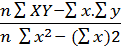 n ∑ XY−∑ x.∑ y
n ∑ x² − (∑ x)2